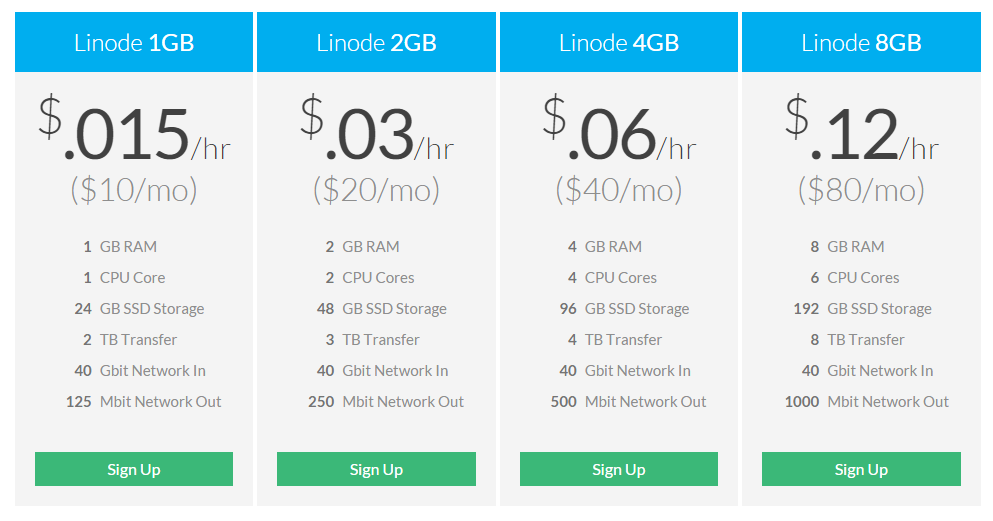 Linode 1GB
$.015/hr
($10/mo)
1 GB RAM
1 CPU Core
24 GB SSD Storage
2 TB Transfer
40 Gbit Network In
125 Mbit Network Out
Sign Up
Linode 2GB
$.03/hr
($20/mo)
2 GB RAM
2 CPU Cores
48 GB SSD Storage
3 TB Transfer
40 Gbit Network In
250 Mbit Network Out
Sign Up
Linode 4GB
$.06/hr
($40/mo)
4 GB RAM
4 CPU Cores
96 GB SSD Storage
4 TB Transfer
40 Gbit Network In
500 Mbit Network Out
Sign Up
Linode 8GB
$.12/hr
($80/mo)
8 GB RAM
6 CPU Cores
192 GB SSD Storage
8 TB Transfer
40 Gbit Network In
1000 Mbit Network Out
Sign Up